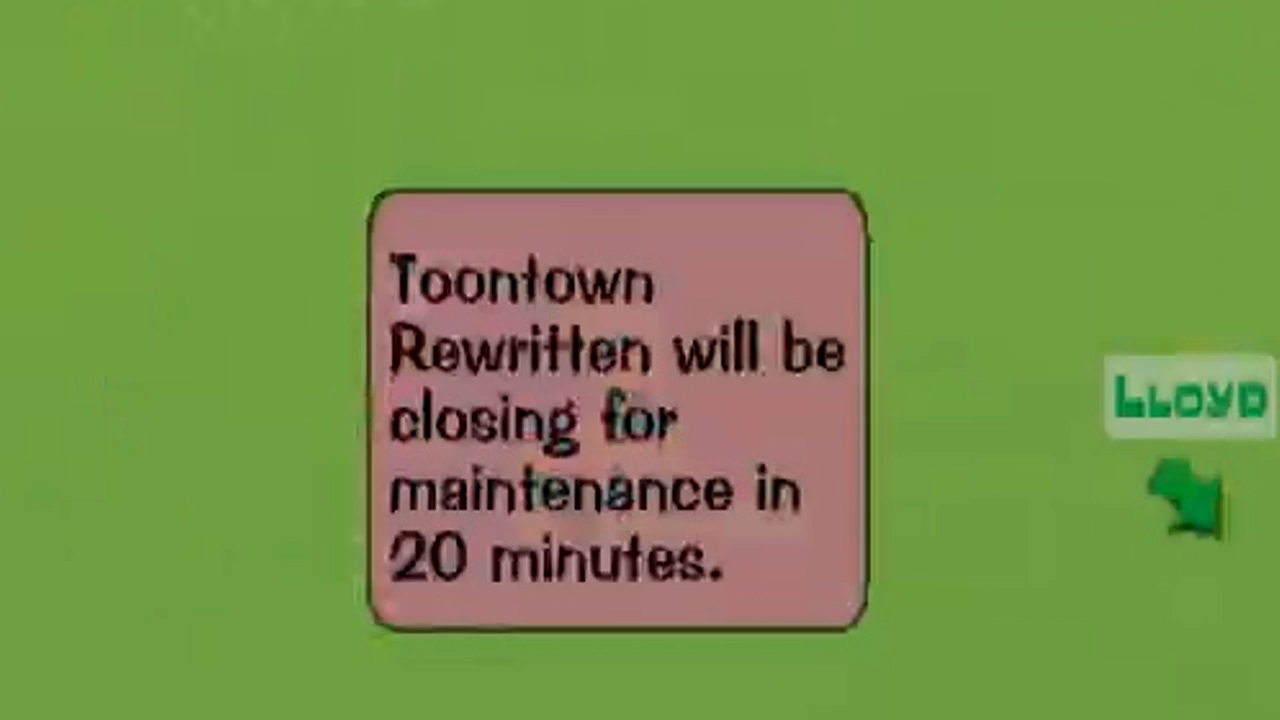 Toontown
Rewritten will be
closing for
maintenance in
20 minutes.
LLOYD